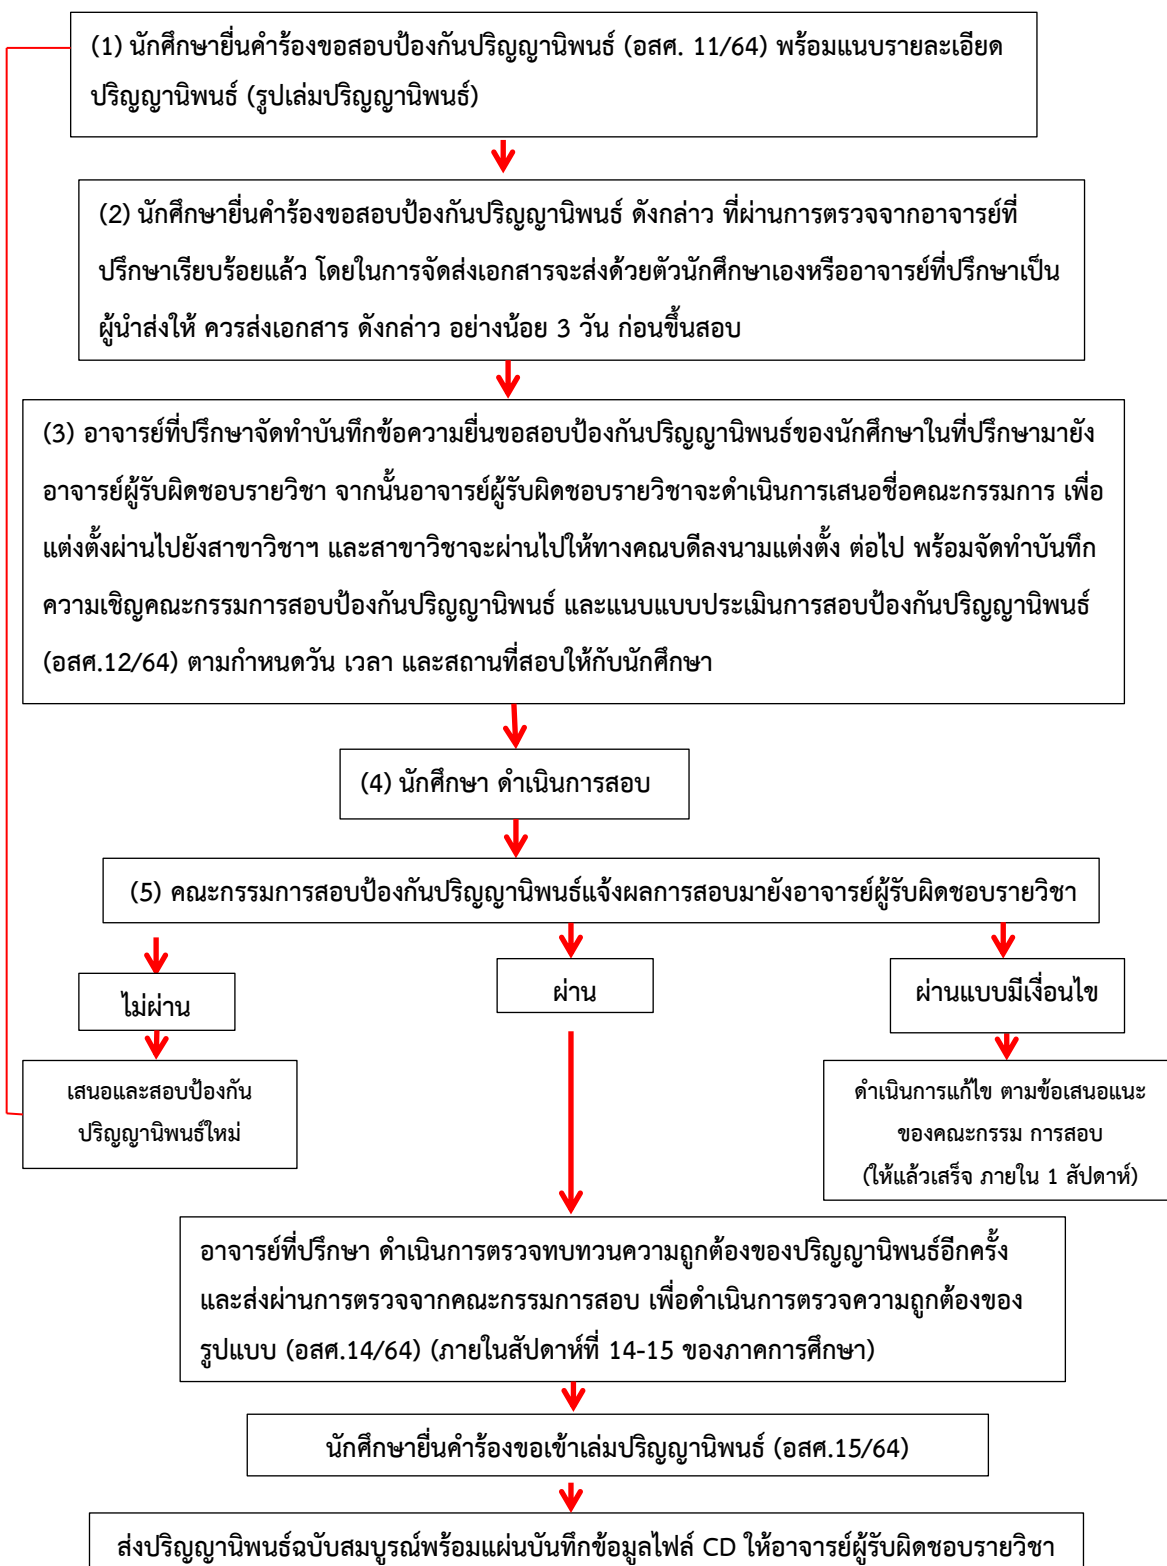 (1) นักศึกษายื่นคำร้องขอสอบป้องกันปริญญานิพนธ์ (อสศ. 11/64) พร้อมแนบรายละเอียด
ปริญญานิพนธ์ (รูปเล่มปริญญานิพนธ์)
(2) นักศึกษายื่นคำร้องขอสอบป้องกันปริญญานิพนธ์ ดังกล่าว ที่ผ่านการตรวจจากอาจารย์ที่
ปรึกษาเรียบร้อยแล้ว โดยในการจัดส่งเอกสารจะส่งด้วยตัวนักศึกษาเองหรืออาจารย์ที่ปรึกษาเป็น
ผู้นำส่งให้ ควรส่งเอกสาร ดังกล่าว อย่างน้อย 3 วัน ก่อนขึ้นสอบ
(3) อาจารย์ที่ปรึกษาจัดทำบันทึกข้อความยื่นขอสอบป้องกันปริญญานิพนธ์ของนักศึกษาในที่ปรึกษามายัง
อาจารย์ผู้รับผิดชอบรายวิชา จากนั้นอาจารย์ผู้รับผิดชอบรายวิชาจะดำเนินการเสนอชื่อคณะกรรมการ เพื่อ
แต่งตั้งผ่านไปยังสาขาวิชาฯ และสาขาวิชาจะผ่านไปให้ทางคณบดีลงนามแต่งตั้ง ต่อไป พร้อมจัดทำบันทึก
ความเชิญคณะกรรมการสอบป้องกันปริญญานิพนธ์ และแนบแบบประเมินการสอบป้องกันปริญญานิพนธ์
(อสศ.12/64) ตามกำหนดวัน เวลา และสถานที่สอบให้กับนักศึกษา
(4) นักศึกษา ดำเนินการสอบ
(5) คณะกรรมการสอบป้องกันปริญญานิพนธ์แจ้งผลการสอบมายังอาจารย์ผู้รับผิดชอบรายวิชา
ไม่ผ่าน
ผ่าน
ผ่านแบบมีเงื่อนไข
เสนอและสอบป้องกัน
ปริญญานิพนธ์ใหม่
ดำเนินการแก้ไข ตามข้อเสนอแนะ
ของคณะกรรม การสอบ
(ให้แล้วเสร็จ ภายใน 1 สัปดาห์)
อาจารย์ที่ปรึกษา ดำเนินการตรวจทบทวนความถูกต้องของปริญญานิพนธ์อีกครั้ง
และส่งผ่านการตรวจจากคณะกรรมการสอบ เพื่อดำเนินการตรวจความถูกต้องของ
รูปแบบ (อสศ.14/64) (ภายในสัปดาห์ที่ 14-15 ของภาคการศึกษา)
นักศึกษายื่นคำร้องขอเข้าเล่มปริญญานิพนธ์ (อสศ.15/64)
ส่งปริญญานิพนธ์ฉบับสมบูรณ์พร้อมแผ่นบันทึกข้อมูลไฟล์ CD ให้อาจารย์ผู้รับผิดชอบรายวิชา